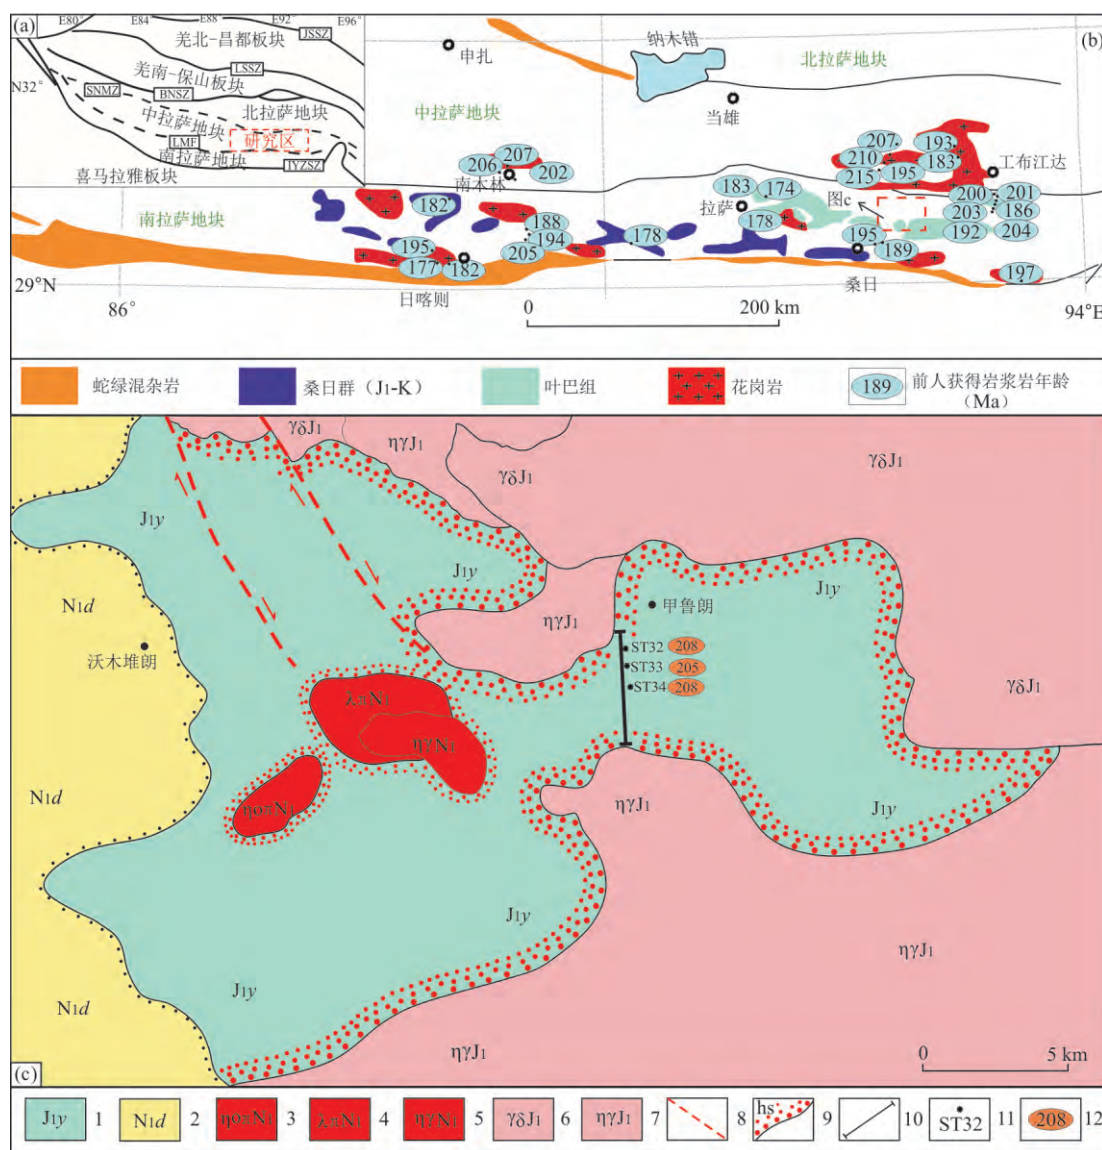 (a)
E80° E84° E88° E92° E96°
羌北-昌都板块
JSSZ
LSSZ
羌南-保山板块
N32°
SNMZ
BNSZ
中拉萨地块
北拉萨地块
研究区
LMF
南拉萨地块
IYZSZ
喜马拉雅板块
(b)
申扎
纳木错
北拉萨地块
中拉萨地块
当雄
207
206
202
南木林
207
193
210
183
215
195
工布江达
200
201
203
186
192
204
南拉萨地块
182
183
174
拉萨
图c
188
194
205
178
178
195
189
195
177
182
197
日喀则
桑日
29°N
86°
0
200 km
94°E
蛇绿混杂岩
桑日群（J1-K）
叶巴组
花岗岩
189
前人获得岩浆岩年龄
（Ma）
γδJ1
ηγJ1
γδJ1
γδJ1
J1y
J1y
J1y
N1d
沃木堆朗
ηγJ1
甲鲁朗
ST32 208
ST33 205
ST34 208
γδJ1
λπN1
ηγN1
ηοπN1
N1d
ηγJ1
J1y
J1y
ηγJ1
J1y
N1d
ηγJ1
0
5 km
(c)
J1y 1 N1d 2 ηοπN1 3 λπN1 4 ηγN1 5 γδJ1 6 ηγJ1 7 8 hs 9 10 ST32 11 208 12